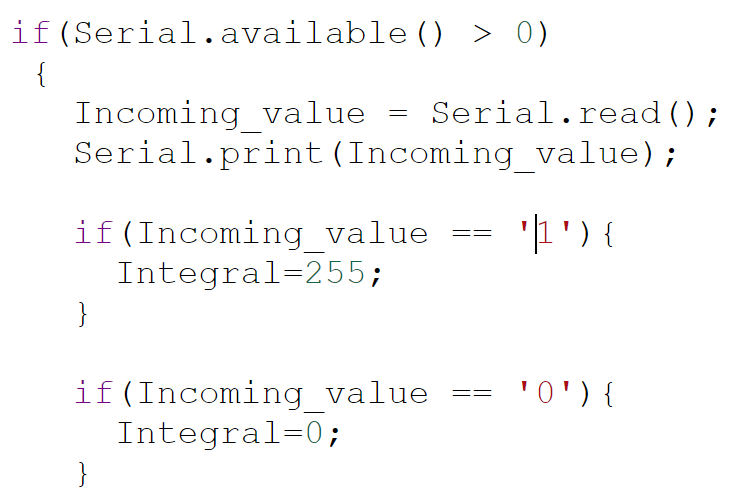 if(Serial.available() > 0)
{
Incoming_value = Serial.read();
Serial.print(Incoming_value);
if(Incoming_value == '1'){
Integral=255;
}
if(Incoming_value == '0'){
Integral=0;
}